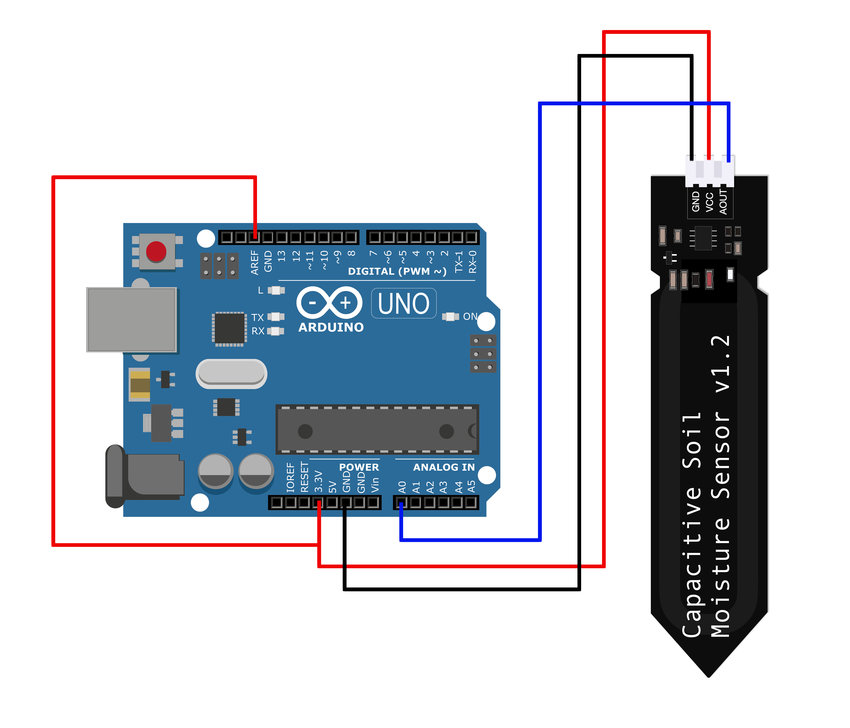 GND
VCC
AOUT
AREF
GND
13
12
~11
~10
~9
8
7
~6
~5
4
~3
2
TX-1
RX-0
DIGITAL (PWM ~)
L
TX
RX
UNO
ARDUINO
ON
POWER
ANALOG IN
IOREF
RESET
3.3V
5V
GND
GND
Vin
A0
A1
A2
A3
A4
A5
Capacitive Soil
Moisture Sensor v1.2